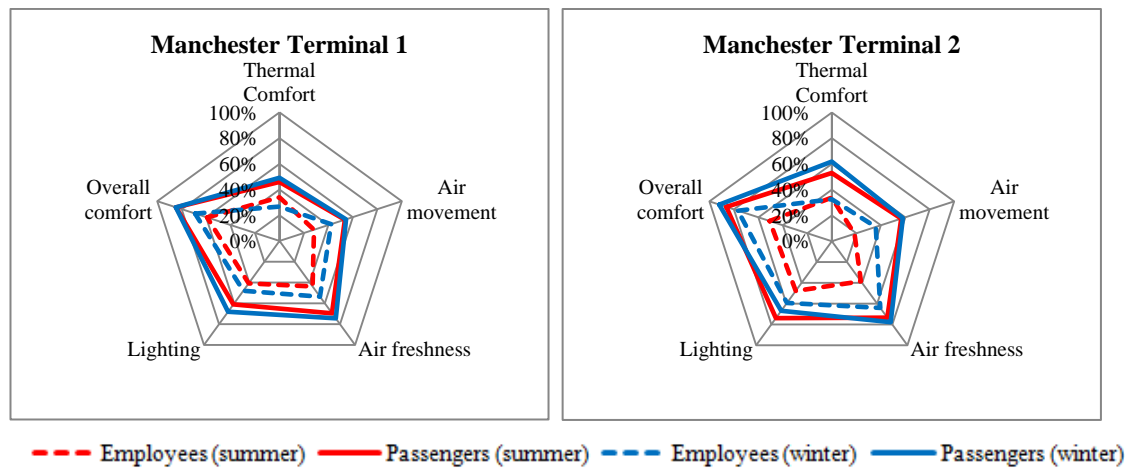 Manchester Terminal 1
Thermal
Comfort
100%
80%
60%
40%
20%
0%
Overall
comfort
Air
movement
Lighting
Air freshness
Manchester Terminal 2
Thermal
Comfort
100%
80%
60%
40%
20%
0%
Overall
comfort
Air
movement
Lighting
Air freshness
Employees (summer) Passengers (summer) Employees (winter) Passengers (winter)